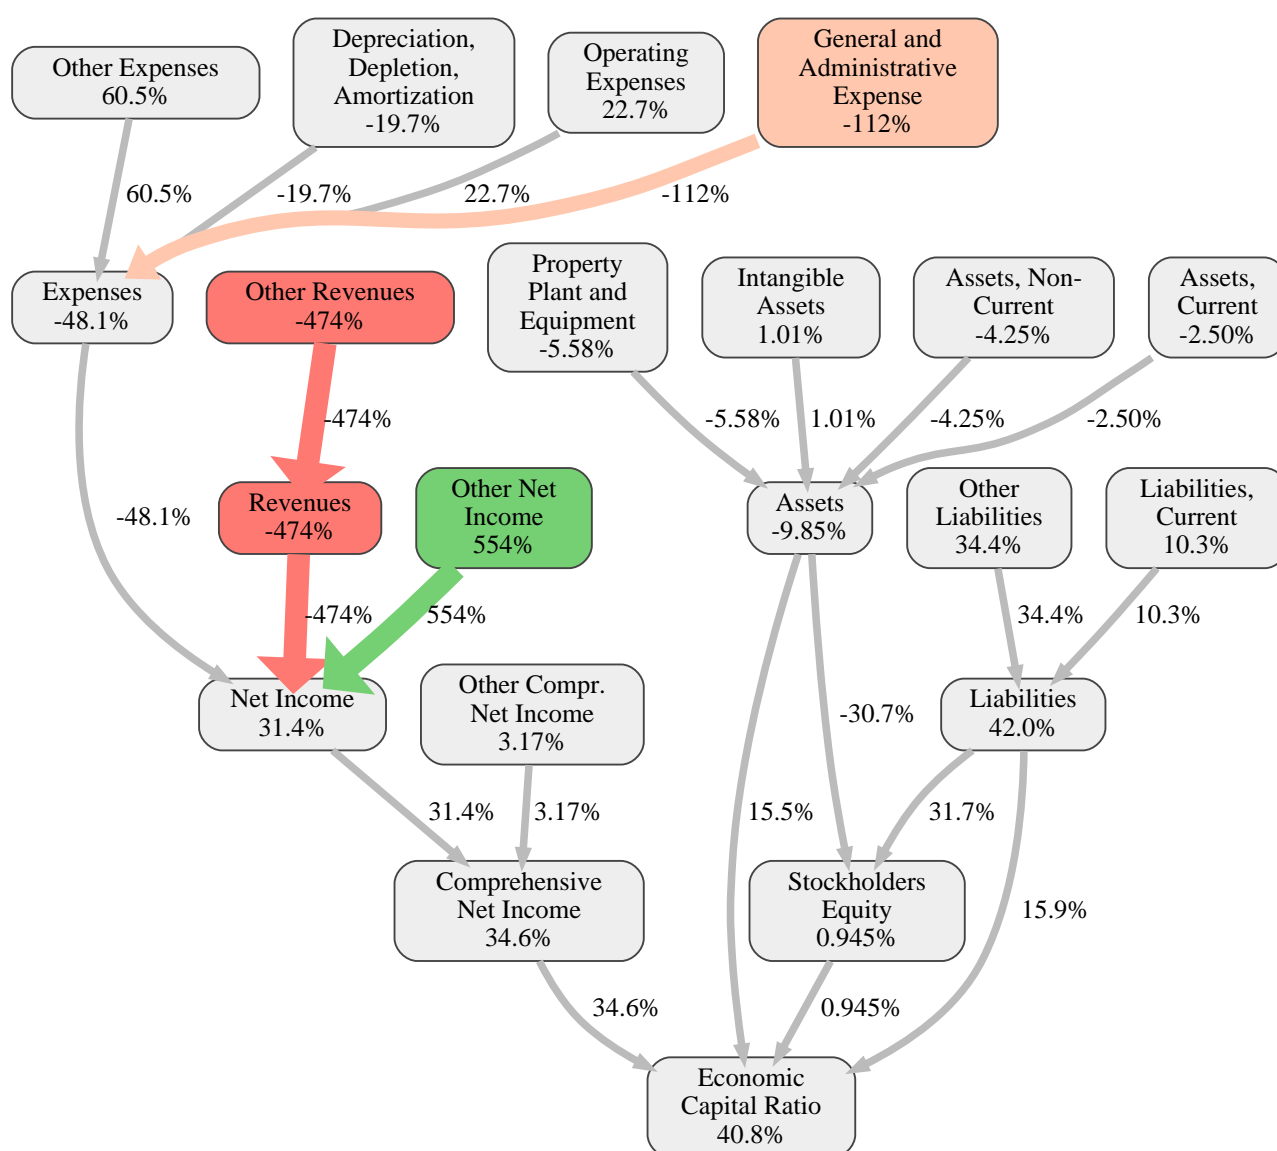 Other Expenses
60.5%
Depreciation,
Depletion,
Amortization
-19.7%
Operating
Expenses
22.7%
General and
Administrative
Expense
-112%
60.5%
-19.7%
22.7%
-112%
Expenses
-48.1%
Other Revenues
-474%
Property
Plant and
Equipment
-5.58%
Intangible
Assets
1.01%
Assets, Non-
Current
-4.25%
Assets,
Current
-2.50%
-474%
-5.58%
1.01%
-4.25%
-2.50%
-48.1%
Revenues
-474%
Other Net
Income
554%
Assets
-9.85%
Other
Liabilities
34.4%
Liabilities,
Current
10.3%
-474%
554%
34.4%
10.3%
Net Income
31.4%
Other Compr.
Net Income
3.17%
-30.7%
Liabilities
42.0%
31.4%
3.17%
15.5%
31.7%
Comprehensive
Net Income
34.6%
Stockholders
Equity
0.945%
15.9%
34.6%
0.945%
Economic
Capital Ratio
40.8%